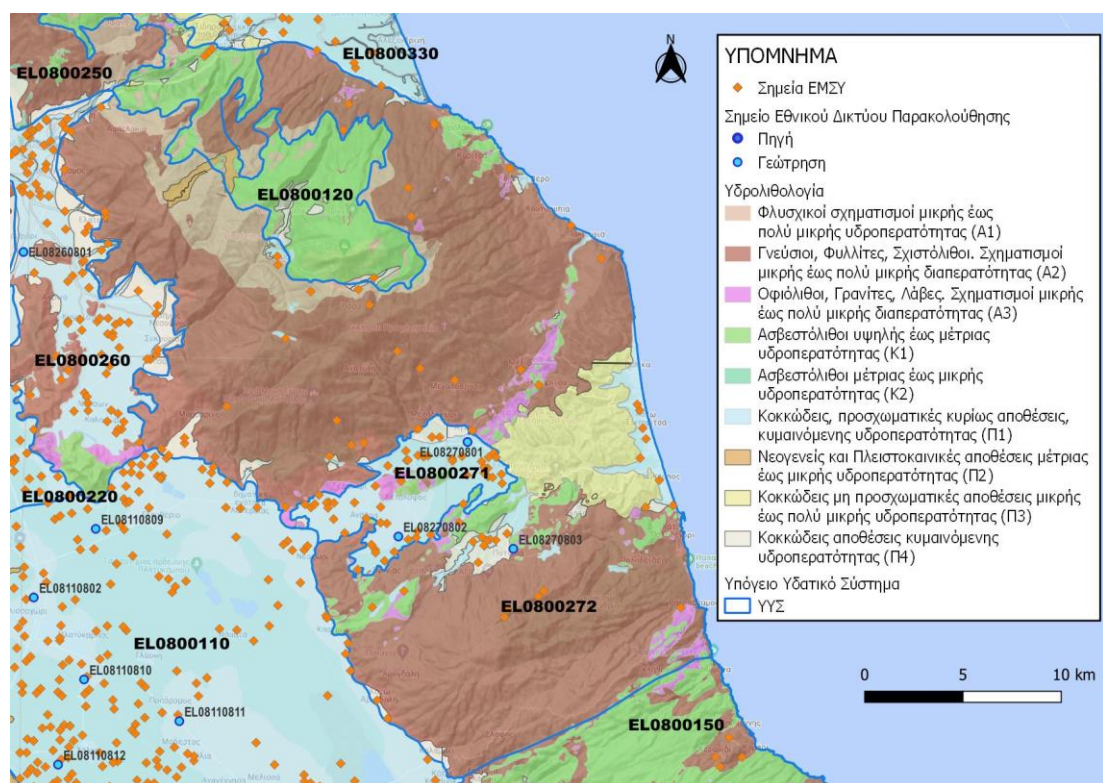 EL0800330
EL0800250
N
EL0800120
EL08260801
EL0800260
EL08270801
EL0800271
EL0800220
EL08110809
EL08270802
EL08270803
EL08110802
EL0800272
EL0800110
EL08110810
EL08110811
EL0800150
EL08110812
ΥΠΟΜΝΗΜΑ
Σημεία ΕΜΣΥ
Σημείο Εθνικού Δικτύου Παρακολούθησης
Πηγή
Γεώτρηση
Υδρολιθολογία
Φλυσχικοί σχηματισμοί μικρής έως
πολύ μικρής υδροπερατότητας (Α1)
Γνεύσιοι, Φυλλίτες, Σχιστόλιθοι. Σχηματισμοί
μικρής έως πολύ μικρής διαπερατότητας (Α2)
Οφιόλιθοι, Γρανίτες, Λάβες. Σχηματισμοί μικρής
έως πολύ μικρής διαπερατότητας (Α3)
Ασβεστόλιθοι υψηλής έως μέτριας
υδροπερατότητας (Κ1)
Ασβεστόλιθοι μέτριας έως μικρής
υδροπερατότητας (Κ2)
Κοκκώδεις, προσχωματικές κυρίως αποθέσεις,
κυμαινόμενης υδροπερατότητας (Π1)
Νεογενείς και Πλειστοκαινικές αποθέσεις μέτριας
έως μικρής υδροπερατότητας (Π2)
Κοκκώδεις μη προσχωματικές αποθέσεις μικρής
έως πολύ μικρής υδροπερατότητας (Π3)
Κοκκώδεις αποθέσεις κυμαινόμενης
υδροπερατότητας (Π4)
Υπόγειο Υδατικό Σύστημα
ΥΥΣ
0 5 10 km